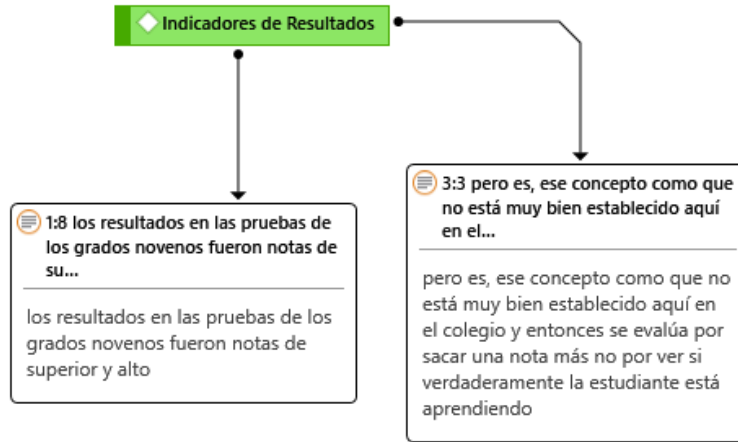 Indicadores de Resultados
1:8 los resultados en las pruebas de
los grados novenos fueron notas de
su...
los resultados en las pruebas de los
grados novenos fueron notas de
superior y alto
3:3 pero es, ese concepto como que
no está muy bien establecido aquí
en el...
pero es, ese concepto como que no
está muy bien establecido aquí en
el colegio y entonces se evalúa por
sacar una nota más no por ver si
verdaderamente la estudiante está
aprendiendo